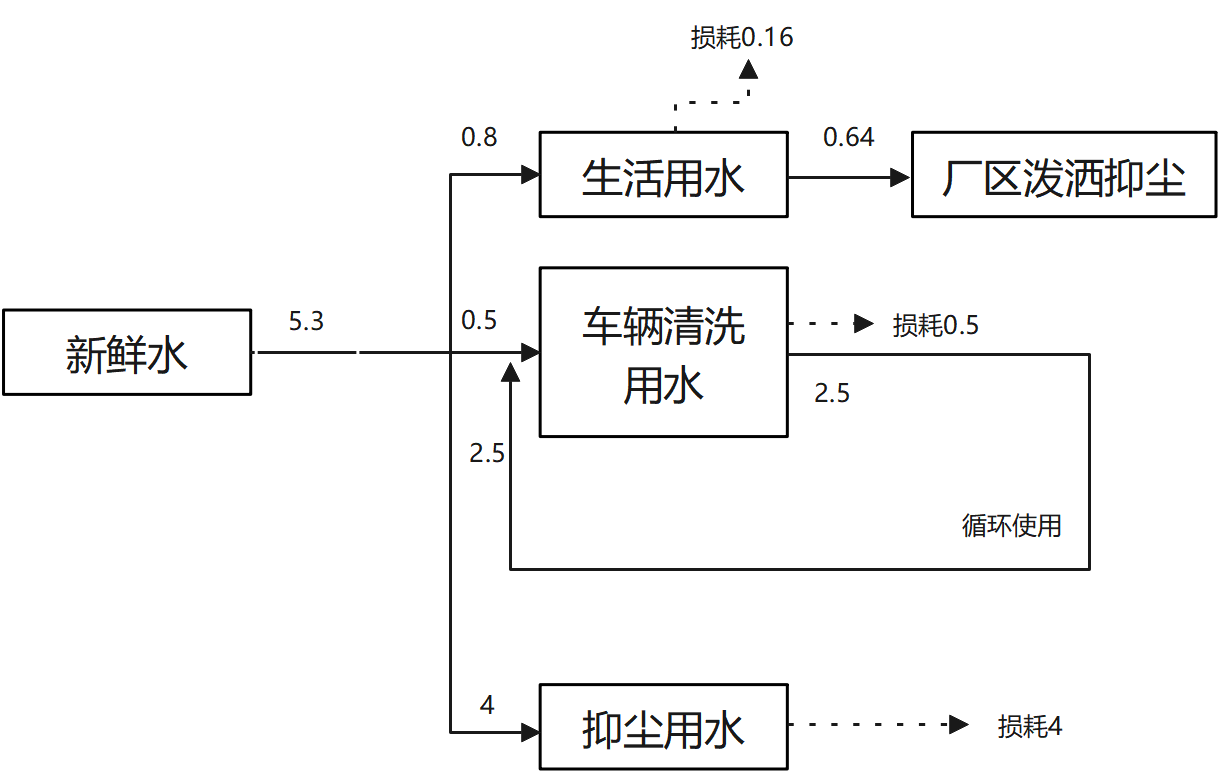 损耗0.16
0.8
生活用水
0.64
厂区泼洒抑尘
新鲜水
5.3
0.5
车辆清洗
用水
损耗0.5
2.5
2.5
循环使用
4
抑尘用水
损耗4